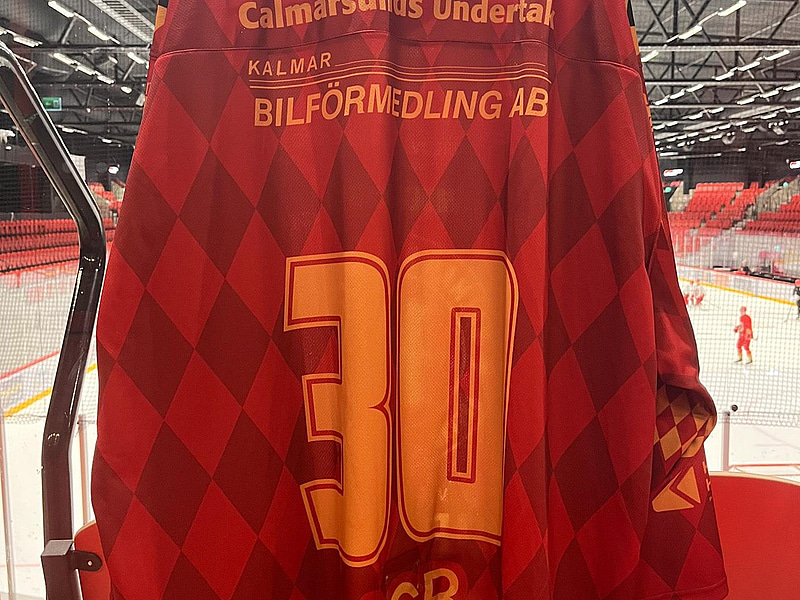 Calmarsunds Undertak
KALMAR
BILFÖRMEDLING AB
30